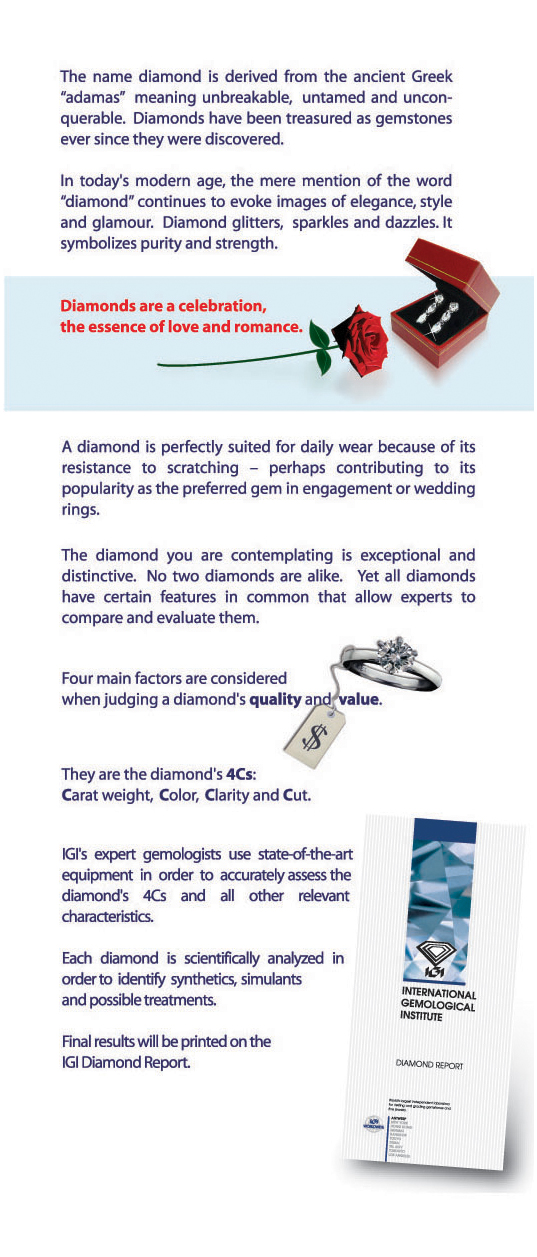 The name diamond is derived from the ancient Greek
“adamas” meaning unbreakable, untamed and uncon-
querable. Diamonds have been treasured as gemstones
ever since they were discovered.
In today's modern age, the mere mention of the word
“diamond” continues to evoke images of elegance, style
and glamour. Diamond glitters, sparkles and dazzles. It
symbolizes purity and strength.
Diamonds are a celebration,
the essence of love and romance.
A diamond is perfectly suited for daily wear because of its
resistance to scratching – perhaps contributing to its
popularity as the preferred gem in engagement or wedding
rings.
The diamond you are contemplating is exceptional and
distinctive. No two diamonds are alike. Yet all diamonds
have certain features in common that allow experts to
compare and evaluate them.
Four main factors are considered
when judging a diamond's quality and value.
$
They are the diamond's 4Cs:
Carat weight, Color, Clarity and Cut.
IGI's expert gemologists use state-of-the-art
equipment in order to accurately assess the
diamond's 4Cs and all other relevant
characteristics.
Each diamond is scientifically analyzed in
order to identify synthetics, simulants
and possible treatments.
Final results will be printed on the
IGI Diamond Report.
IGI
INTERNATIONAL
GEMOLOGICAL
INSTITUTE
DIAMOND REPORT
ANTWERP
NEW YORK
HONG KONG